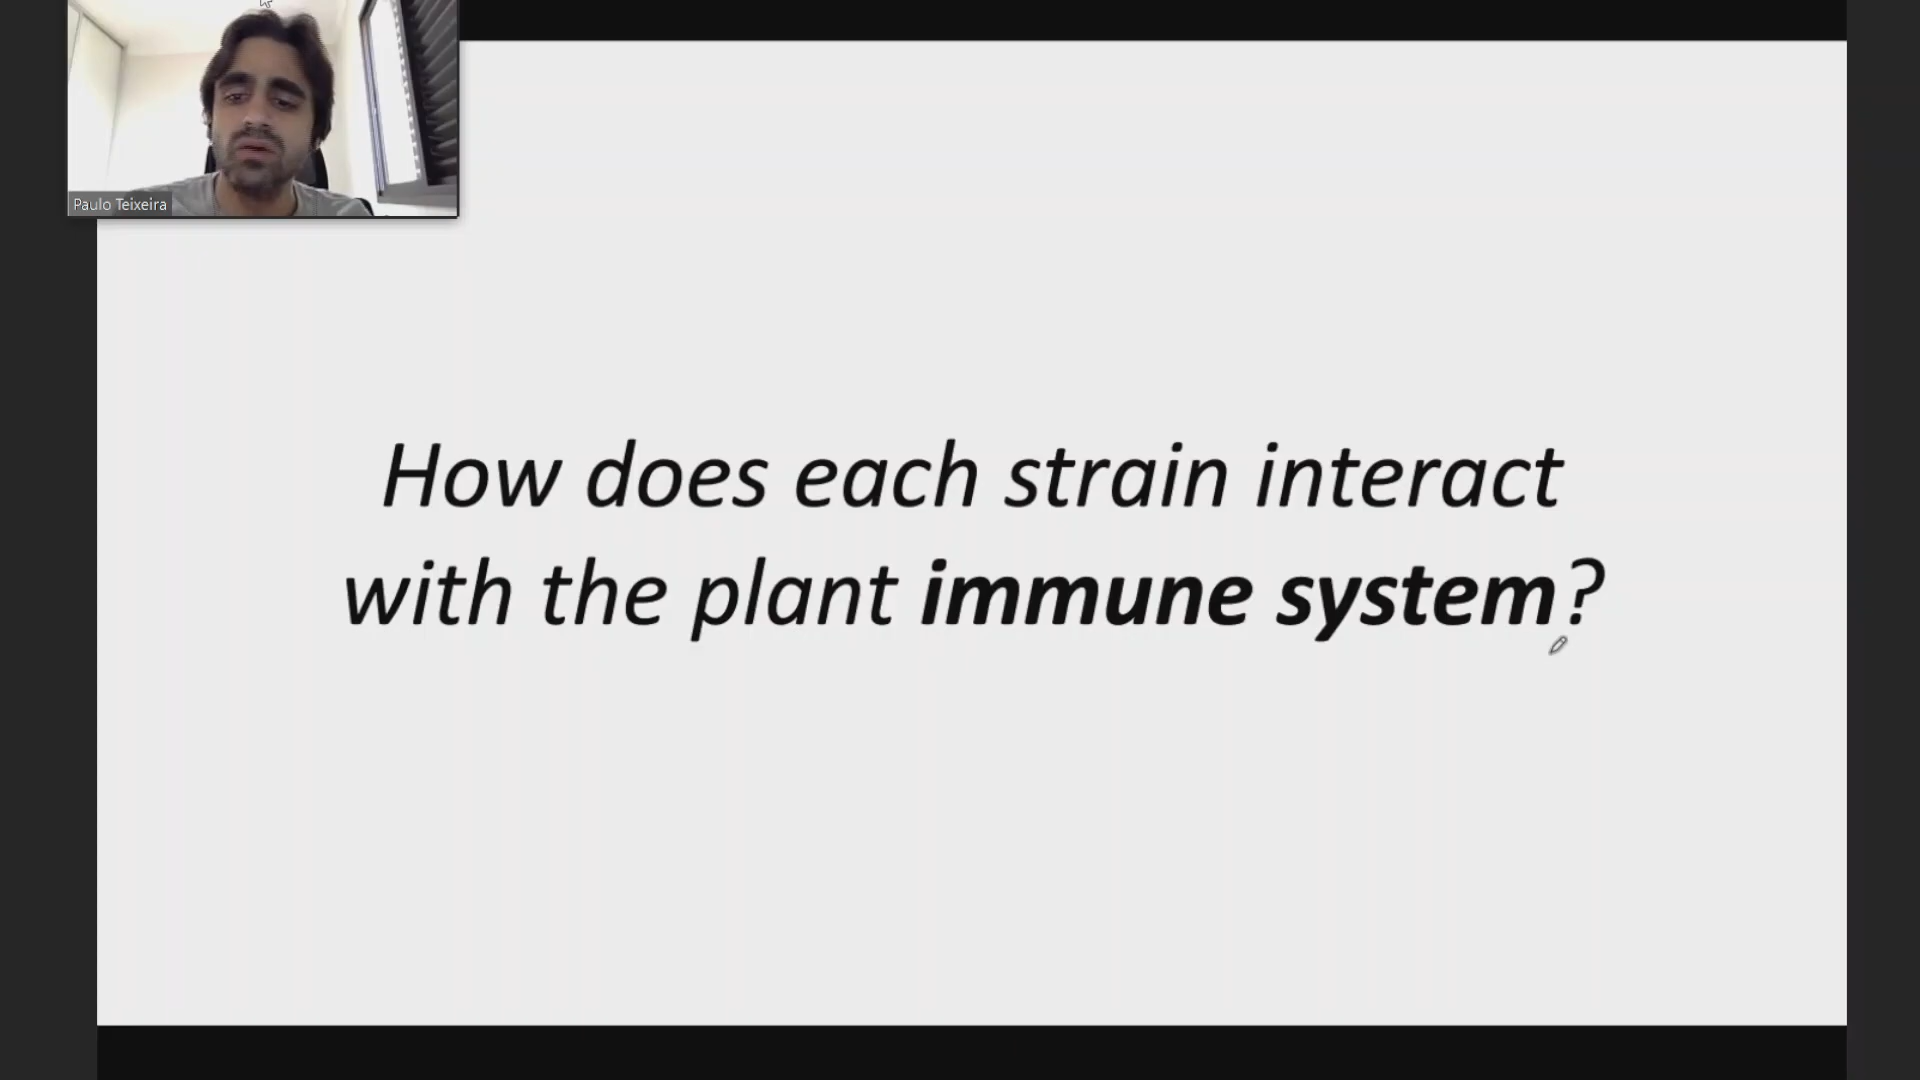 Paulo Teixeira
How does each strain interact
with the plant immune system?